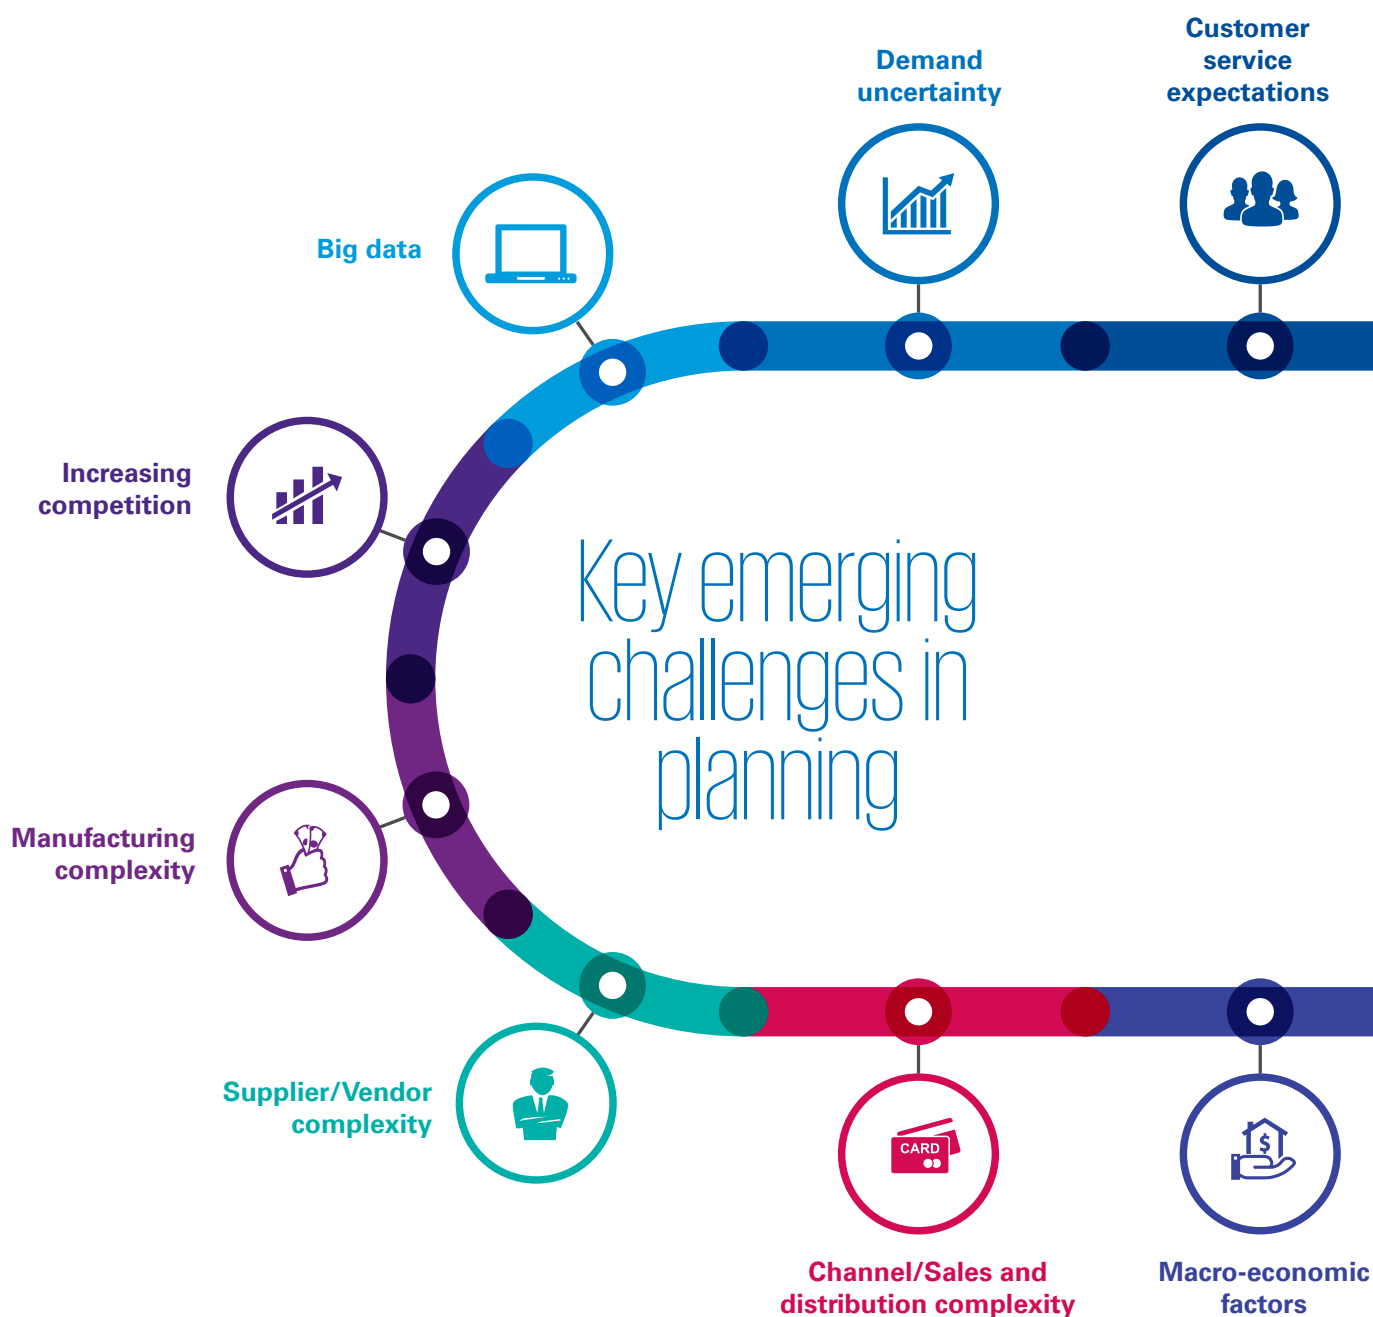 Customer
service
expectations
Demand
uncertainty
Big data
Increasing
competition
Key emerging
challenges in
planning
Manufacturing
complexity
Supplier/Vendor
complexity
CARD
$
Channel/Sales and
distribution complexity
Macro-economic
factors